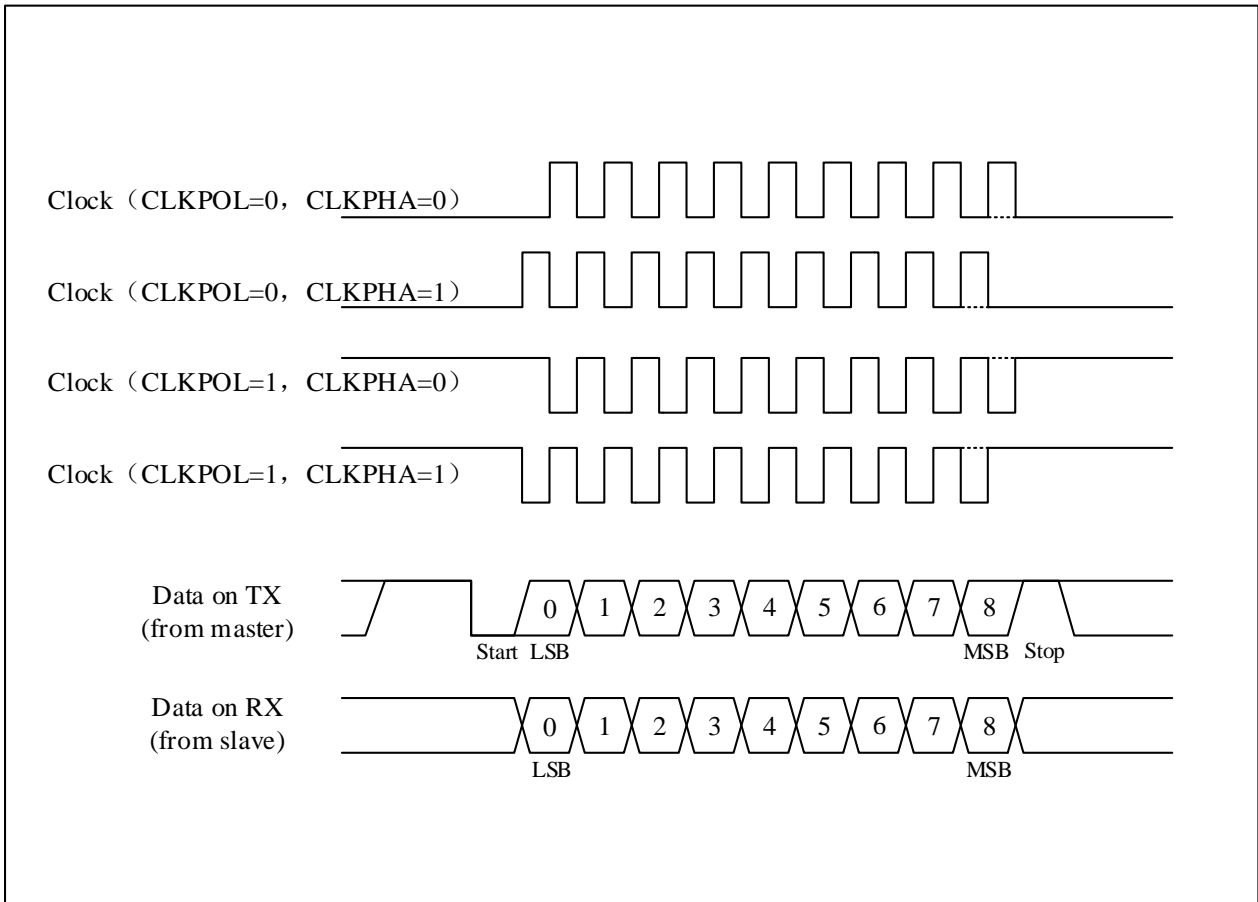 Clock（CLKPOL=0，CLKPHA=0）
Clock（CLKPOL=0，CLKPHA=1）
Clock（CLKPOL=1，CLKPHA=0）
Clock（CLKPOL=1，CLKPHA=1）
Data on TX
(from master)
0 1 2 3 4 5 6 7 8
Start LSB MSB Stop
Data on RX
(from slave)
0 1 2 3 4 5 6 7 8
LSB MSB